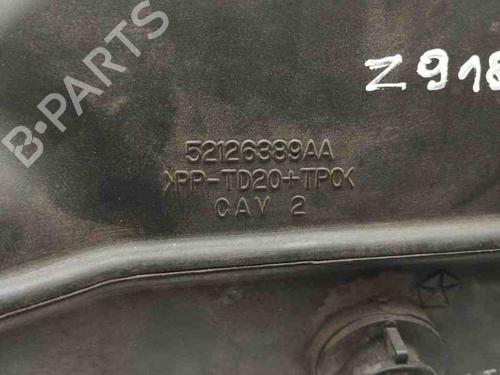 B-PARTS
Z918
52126389AA
>PP-TD20+TPO<
CAV 2